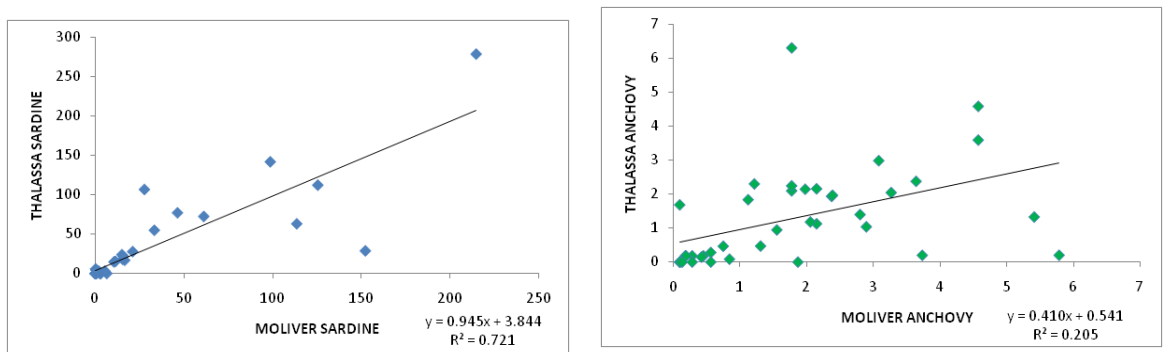 THALASSA SARDINE
300
250
200
150
100
50
0
0 50 100 150 200 250
MOLIVER SARDINE
y = 0.945x + 3.844
R² = 0.721
THALASSA ANCHOVY
7
6
5
4
3
2
1
0
0 1 2 3 4 5 6 7
MOLIVER ANCHOVY
y = 0.410x + 0.541
R² = 0.205